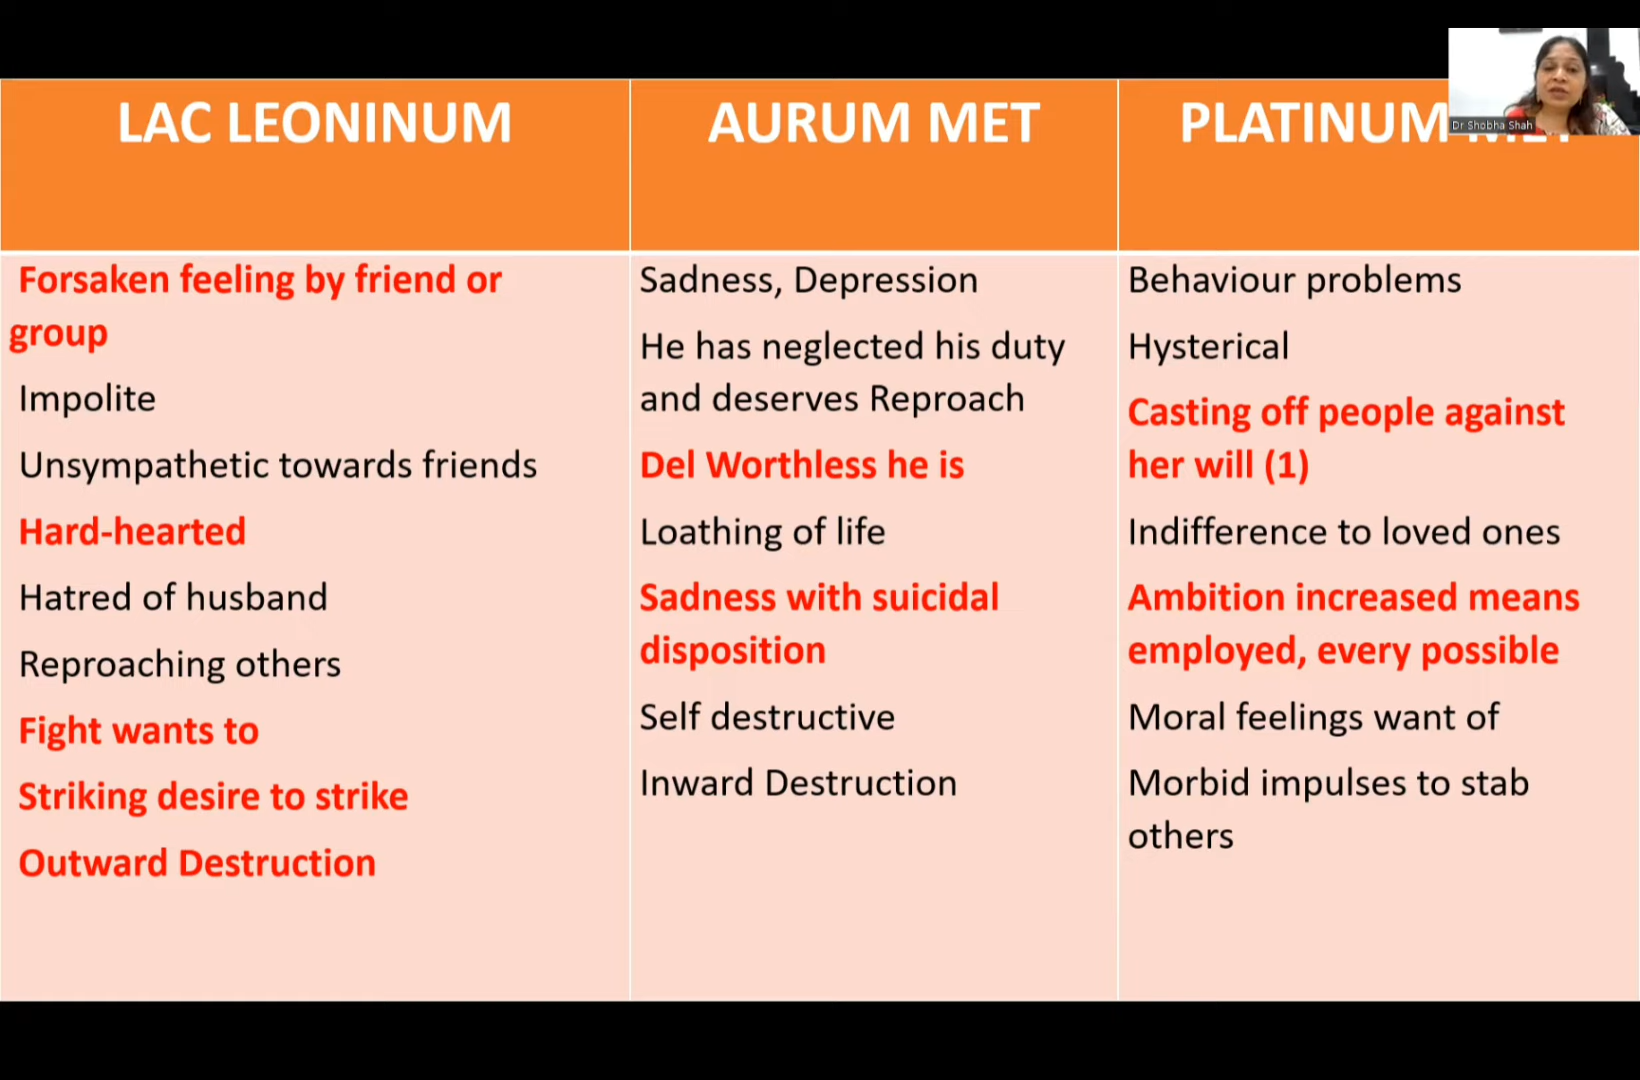 LAC LEONINUM
AURUM MET
PLATINUM MET
Dr Shobha Shah
Forsaken feeling by friend or
group
Impolite
Unsympathetic towards friends
Hard-hearted
Hatred of husband
Reproaching others
Fight wants to
Striking desire to strike
Outward Destruction
Sadness, Depression
He has neglected his duty
and deserves Reproach
Del Worthless he is
Loathing of life
Sadness with suicidal
disposition
Self destructive
Inward Destruction
Behaviour problems
Hysterical
Casting off people against
her will (1)
Indifference to loved ones
Ambition increased means
employed, every possible
Moral feelings want of
Morbid impulses to stab
others